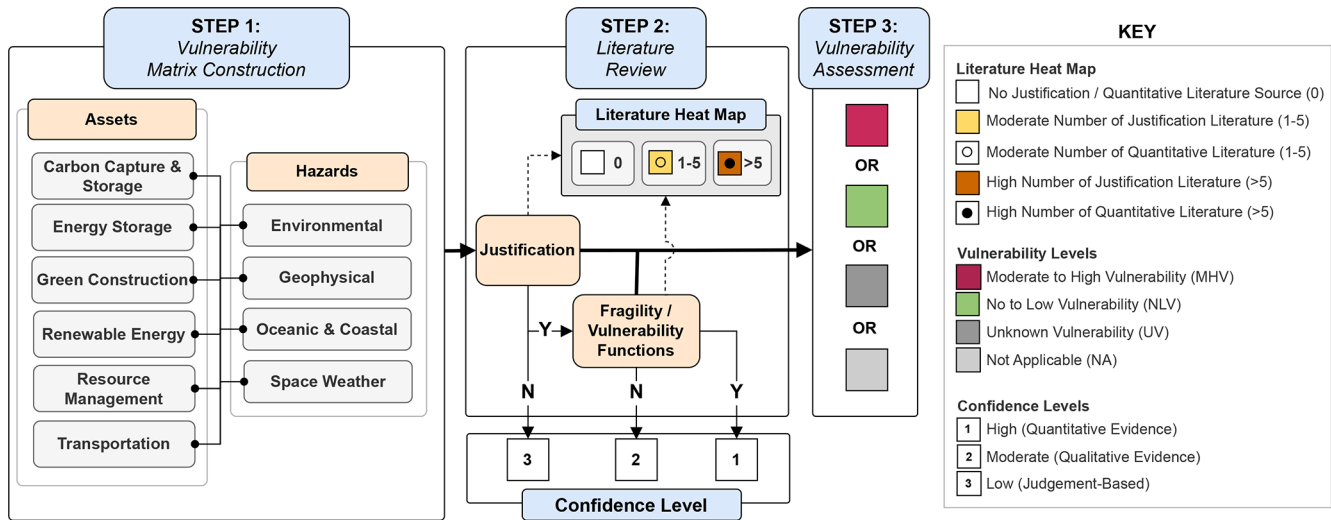 STEP 1:
Vulnerability
Matrix Construction
Assets
Carbon Capture &
Storage
Energy Storage
Green Construction
Renewable Energy
Resource
Management
Transportation
Hazards
Environmental
Geophysical
Oceanic & Coastal
Space Weather
STEP 2:
Literature
Review
Literature Heat Map
0
1-5
>5
Justification
Y
Fragility /
Vulnerability
Functions
N
N
Y
3
2
1
Confidence Level
STEP 3:
Vulnerability
Assessment
OR
OR
OR
KEY
Literature Heat Map
No Justification / Quantitative Literature Source (0)
Moderate Number of Justification Literature (1-5)
Moderate Number of Quantitative Literature (1-5)
High Number of Justification Literature (>5)
High Number of Quantitative Literature (>5)
Vulnerability Levels
Moderate to High Vulnerability (MHV)
No to Low Vulnerability (NLV)
Unknown Vulnerability (UV)
Not Applicable (NA)
Confidence Levels
1 High (Quantitative Evidence)
2 Moderate (Qualitative Evidence)
3 Low (Judgement-Based)